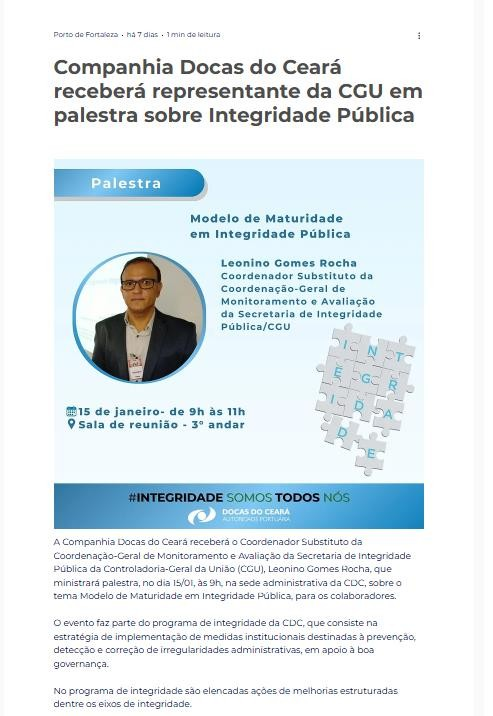 Porto de Fortaleza • há 7 dias • 1 min de leitura
Companhia Docas do Ceará
receberá representante da CGU em
palestra sobre Integridade Pública
Palestra
Modelo de Maturidade
em Integridade Pública
Leonino Gomes Rocha
Coordenador Substituto da
Coordenação-Geral de
Monitoramento e Avaliação
da Secretaria de Integridade
Pública/CGU
INT
EGR
IDA
DE
15 de janeiro- de 9h às 11h
Sala de reunião - 3° andar
#INTEGRIDADE SOMOS TODOS NÓS
DOCAS DO CEARÁ
AUTORIDADE PORTUÁRIA
A Companhia Docas do Ceará receberá o Coordenador Substituto da
Coordenação-Geral de Monitoramento e Avaliação da Secretaria de Integridade
Pública da Controladoria-Geral da União (CGU), Leonino Gomes Rocha, que
ministrará palestra, no dia 15/01, às 9h, na sede administrativa da CDC, sobre o
tema Modelo de Maturidade em Integridade Pública, para os colaboradores.
O evento faz parte do programa de integridade da CDC, que consiste na
estratégia de implementação de medidas institucionais destinadas à prevenção,
detecção e correção de irregularidades administrativas, em apoio à boa
governança.
No programa de integridade são elencadas ações de melhorias estruturadas
dentre os eixos de integridade.